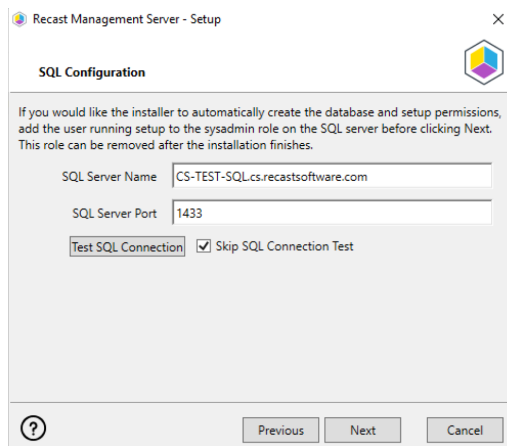 Recast Management Server - Setup
SQL Configuration
If you would like the installer to automatically create the database and setup permissions,
add the user running setup to the sysadmin role on the SQL server before clicking Next.
This role can be removed after the installation finishes.
SQL Server Name CS-TEST-SQL.cs.recastsoftware.com
SQL Server Port 1433
Test SQL Connection Skip SQL Connection Test
? Previous Next Cancel